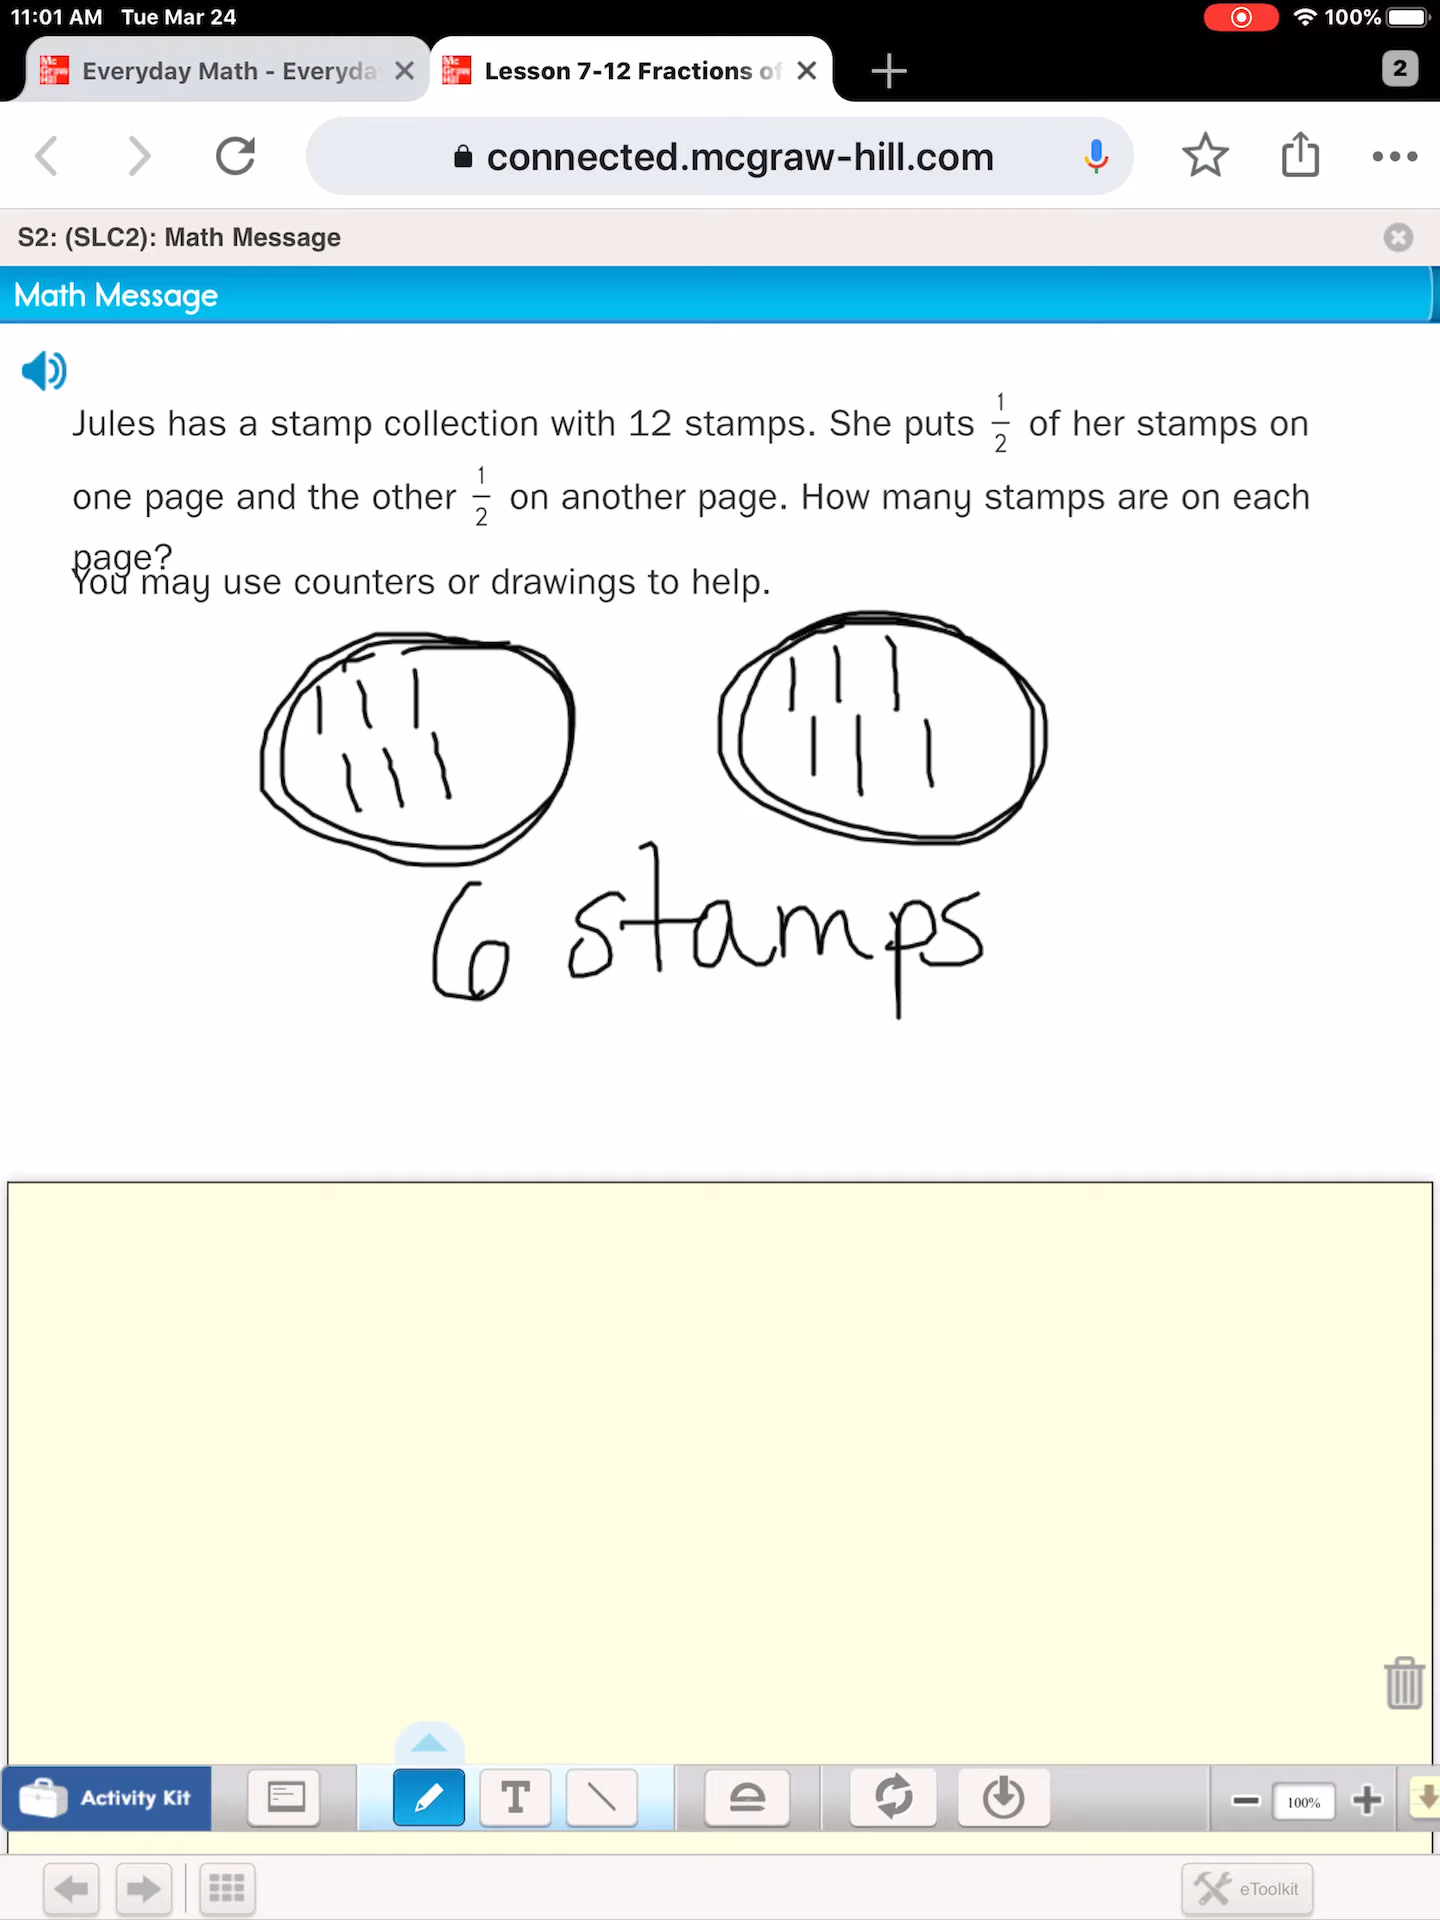 11:01 AM Tue Mar 24 100%
Everyday Math - Everyda Lesson 7-12 Fractions of 2
connected.mcgraw-hill.com
S2: (SLC2): Math Message
Math Message
Jules has a stamp collection with 12 stamps. She puts 1/2 of her stamps on
one page and the other 1/2 on another page. How many stamps are on each
page?
You may use counters or drawings to help.
6 stamps
Activity Kit T 100%
eToolkit